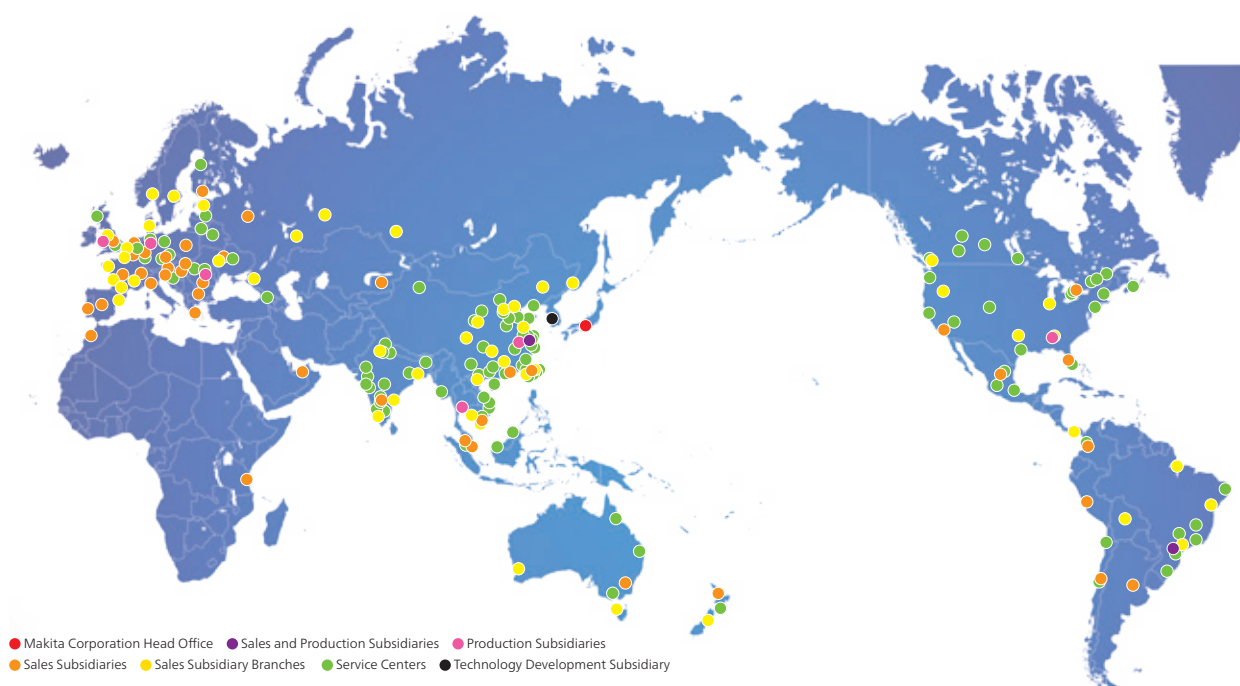 Makita Corporation Head Office Sales and Production Subsidiaries Production Subsidiaries
Sales Subsidiaries Sales Subsidiary Branches Service Centers Technology Development Subsidiary